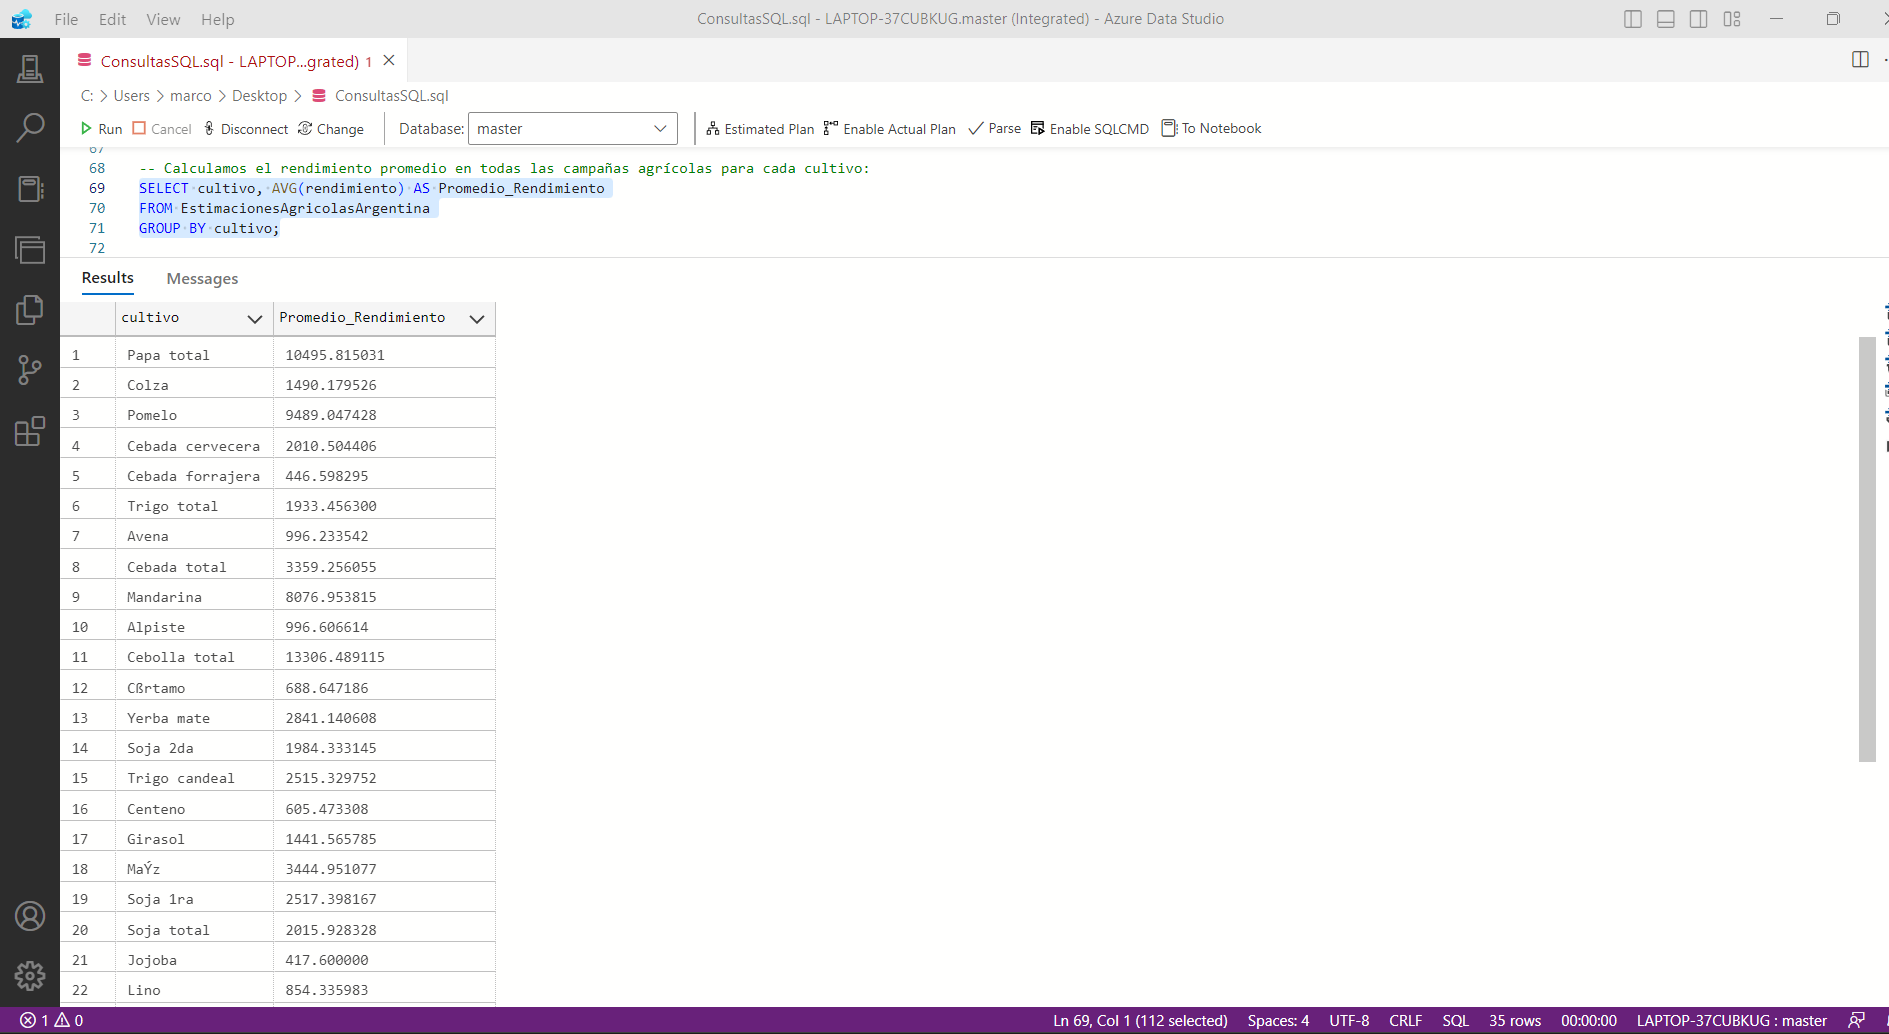 File Edit View Help
ConsultasSQL.sql - LAPTOP-37CUBKUG.master (Integrated) - Azure Data Studio
ConsultasSQL.sql - LAPTOP...grated) 1
C: > Users > marco > Desktop > ConsultasSQL.sql
Run Cancel Disconnect Change Database: master Estimated Plan Enable Actual Plan Parse Enable SQLCMD To Notebook
67
68 -- Calculamos el rendimiento promedio en todas las campañas agrícolas para cada cultivo:
69 SELECT cultivo, AVG(rendimiento) AS Promedio_Rendimiento
70 FROM EstimacionesAgricolasArgentina
71 GROUP BY cultivo;
72
Results Messages
cultivo Promedio_Rendimiento
1 Papa total 10495.815031
2 Colza 1490.179526
3 Pomelo 9489.047428
4 Cebada cervecera 2010.504406
5 Cebada forrajera 446.598295
6 Trigo total 1933.456300
7 Avena 996.233542
8 Cebada total 3359.256055
9 Mandarina 8076.953815
10 Alpiste 996.606614
11 Cebolla total 13306.489115
12 Cßrtamo 688.647186
13 Yerba mate 2841.140608
14 Soja 2da 1984.333145
15 Trigo candeal 2515.329752
16 Centeno 605.473308
17 Girasol 1441.565785
18 MaÝz 3444.951077
19 Soja 1ra 2517.398167
20 Soja total 2015.928328
21 Jojoba 417.600000
22 Lino 854.335983
1 0 Ln 69, Col 1 (112 selected) Spaces: 4 UTF-8 CRLF SQL 35 rows 00:00:00 LAPTOP-37CUBKUG : master